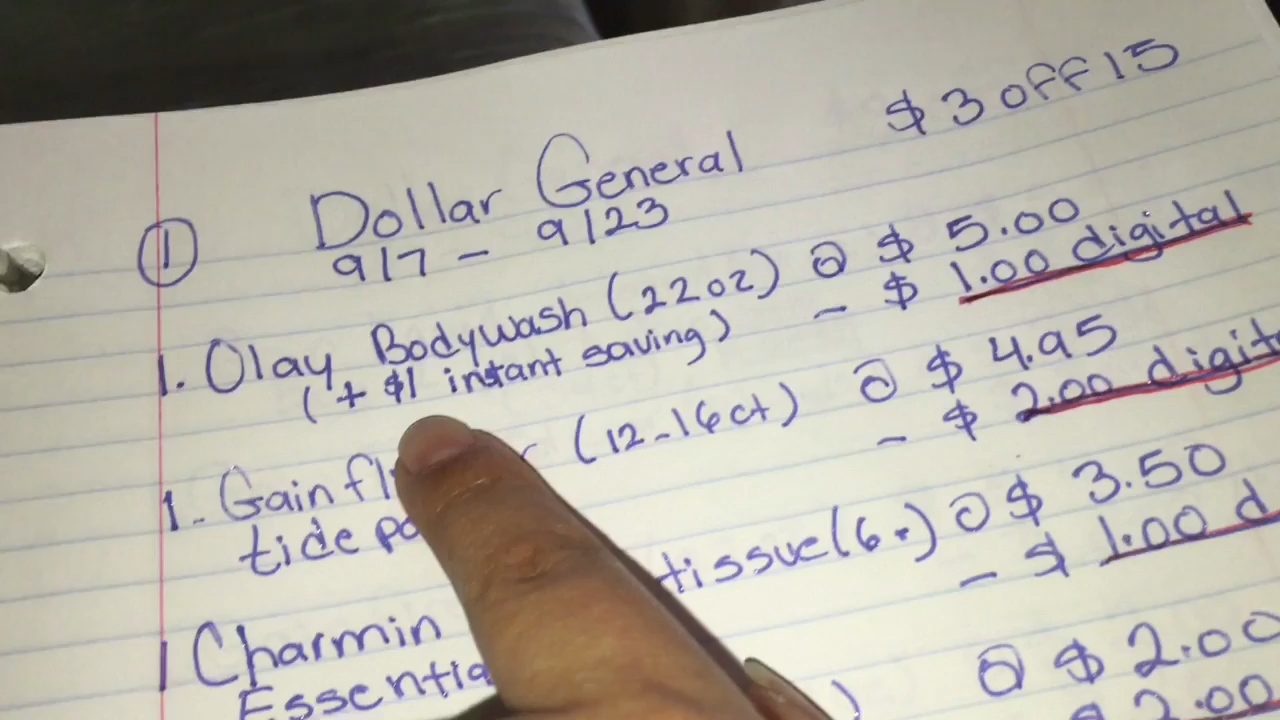 $3 OFF 15
① Dollar General
9/7 - 9/23
1. Olay Bodywash (22oz) @ $5.00
(+ $1 instant saving) - $1.00 digital
1. Gain (12-16ct) @ $4.95
tide - $2.00
tissue (6.) @ $3.50
- $1.00
1 Charmin
@ $2.00
$2.00